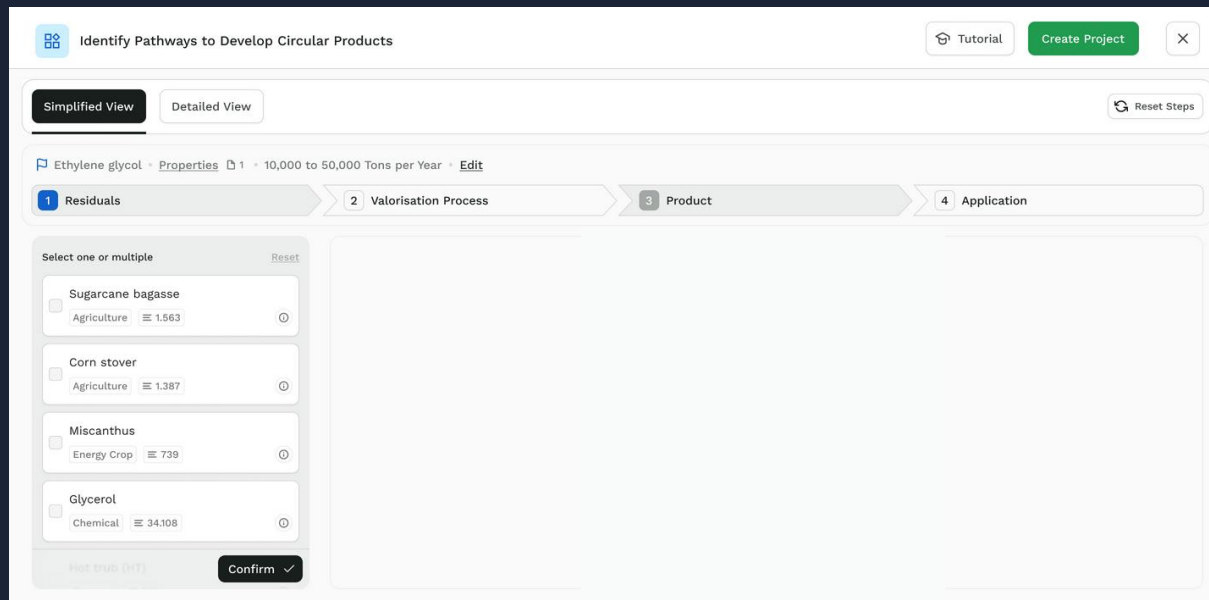 Identify Pathways to Develop Circular Products
Tutorial
Create Project
Simplified View
Detailed View
Reset Steps
Ethylene glycol • Properties 1 • 10,000 to 50,000 Tons per Year • Edit
1 Residuals
2 Valorisation Process
3 Product
4 Application
Select one or multiple
Reset
Sugarcane bagasse
Agriculture 1.563
Corn stover
Agriculture 1.387
Miscanthus
Energy Crop 739
Glycerol
Chemical 34.108
Hot trub (HT)
Confirm